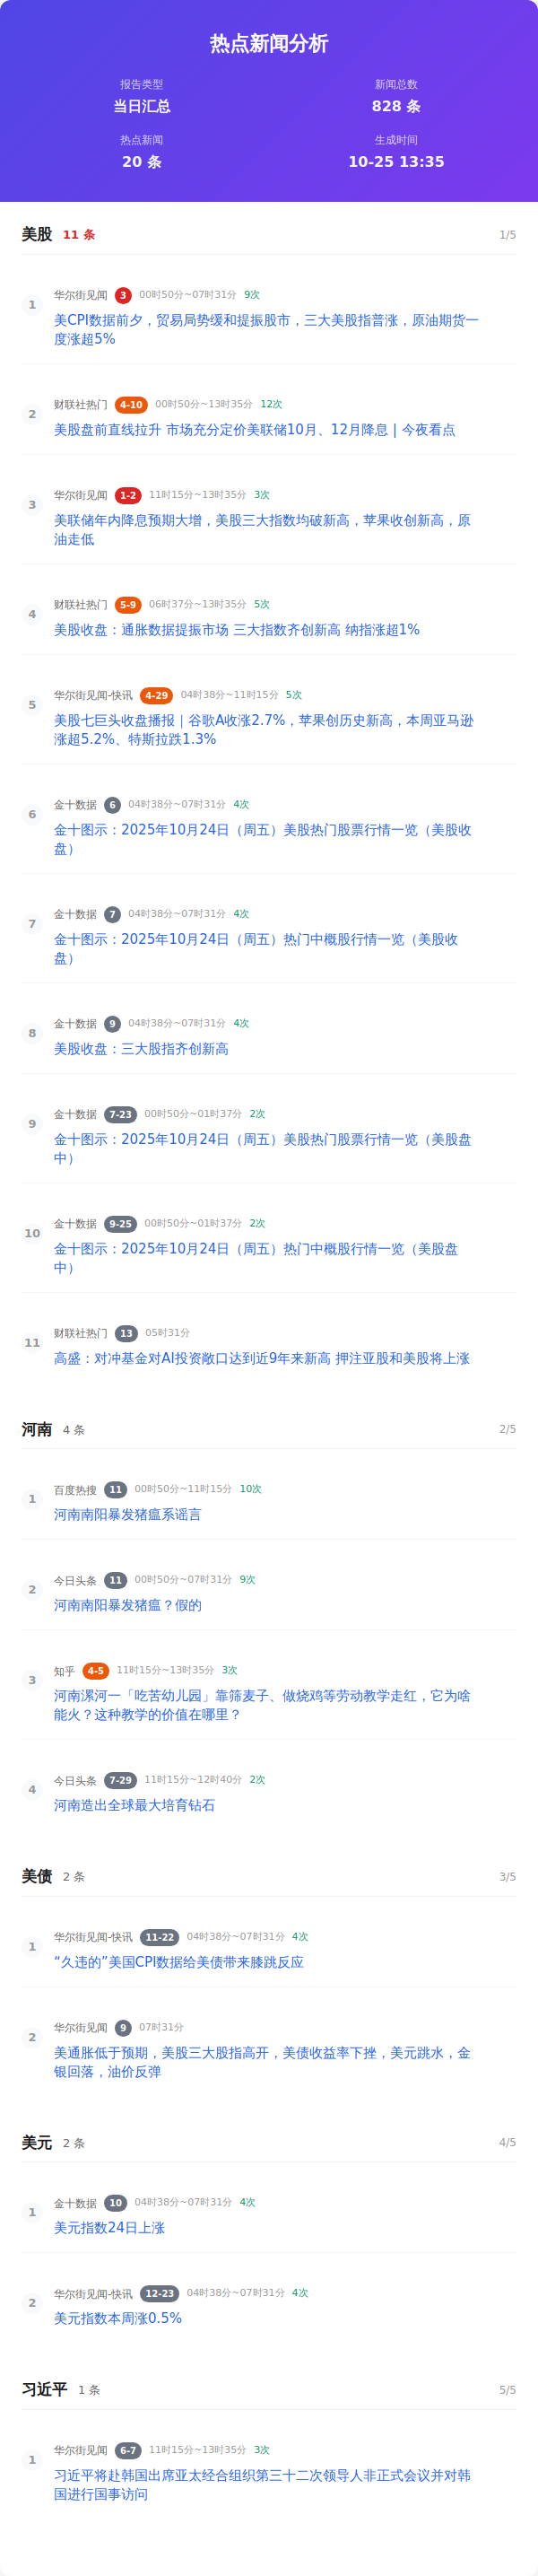 热点新闻分析
报告类型
当日汇总
新闻总数
828 条
热点新闻
20 条
生成时间
10-25 13:35
美股 11 条 1/5
1 华尔街见闻 3 00时50分~07时31分 9次
美CPI数据前夕，贸易局势缓和提振股市，三大美股指普涨，原油期货一
度涨超5%
2 财联社热门 4-10 00时50分~13时35分 12次
美股盘前直线拉升 市场充分定价美联储10月、12月降息 | 今夜看点
3 华尔街见闻 1-2 11时15分~13时35分 3次
美联储年内降息预期大增，美股三大指数均破新高，苹果收创新高，原
油走低
4 财联社热门 5-9 06时37分~13时35分 5次
美股收盘：通胀数据提振市场 三大指数齐创新高 纳指涨超1%
5 华尔街见闻-快讯 4-29 04时38分~11时15分 5次
美股七巨头收盘播报｜谷歌A收涨2.7%，苹果创历史新高，本周亚马逊
涨超5.2%、特斯拉跌1.3%
6 金十数据 6 04时38分~07时31分 4次
金十图示：2025年10月24日（周五）美股热门股票行情一览（美股收
盘）
7 金十数据 7 04时38分~07时31分 4次
金十图示：2025年10月24日（周五）热门中概股行情一览（美股收
盘）
8 金十数据 9 04时38分~07时31分 4次
美股收盘：三大股指齐创新高
9 金十数据 7-23 00时50分~01时37分 2次
金十图示：2025年10月24日（周五）美股热门股票行情一览（美股盘
中）
10 金十数据 9-25 00时50分~01时37分 2次
金十图示：2025年10月24日（周五）热门中概股行情一览（美股盘
中）
11 财联社热门 13 05时31分
高盛：对冲基金对AI投资敞口达到近9年来新高 押注亚股和美股将上涨
河南 4 条 2/5
1 百度热搜 11 00时50分~11时15分 10次
河南南阳暴发猪瘟系谣言
2 今日头条 11 00时50分~07时31分 9次
河南南阳暴发猪瘟？假的
3 知乎 4-5 11时15分~13时35分 3次
河南漯河一「吃苦幼儿园」靠筛麦子、做烧鸡等劳动教学走红，它为啥
能火？这种教学的价值在哪里？
4 今日头条 7-29 11时15分~12时40分 2次
河南造出全球最大培育钻石
美债 2 条 3/5
1 华尔街见闻-快讯 11-22 04时38分~07时31分 4次
“久违的”美国CPI数据给美债带来膝跳反应
2 华尔街见闻 9 07时31分
美通胀低于预期，美股三大股指高开，美债收益率下挫，美元跳水，金
银回落，油价反弹
美元 2 条 4/5
1 金十数据 10 04时38分~07时31分 4次
美元指数24日上涨
2 华尔街见闻-快讯 12-23 04时38分~07时31分 4次
美元指数本周涨0.5%
习近平 1 条 5/5
1 华尔街见闻 6-7 11时15分~13时35分 3次
习近平将赴韩国出席亚太经合组织第三十二次领导人非正式会议并对韩
国进行国事访问